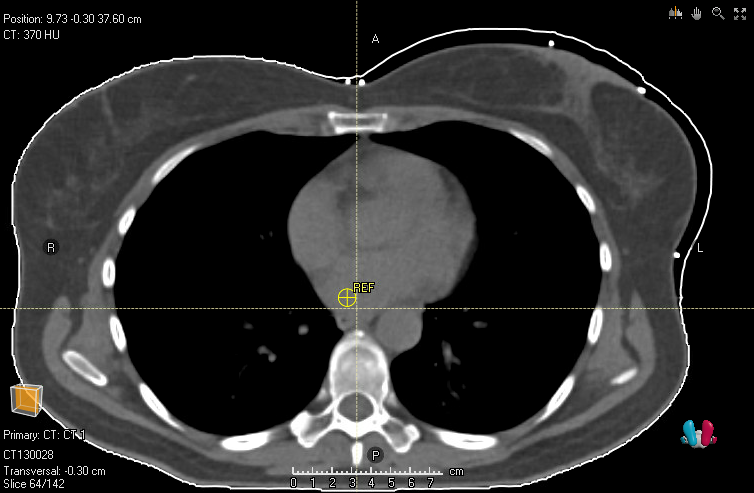 Position: 9.73 -0.30 37.60 cm
CT: 370 HU
A
R
L
REF
Primary: CT: CT 1
CT130028
Transversal: -0.30 cm
Slice 64/142
P
cm
0 1 2 3 4 5 6 7